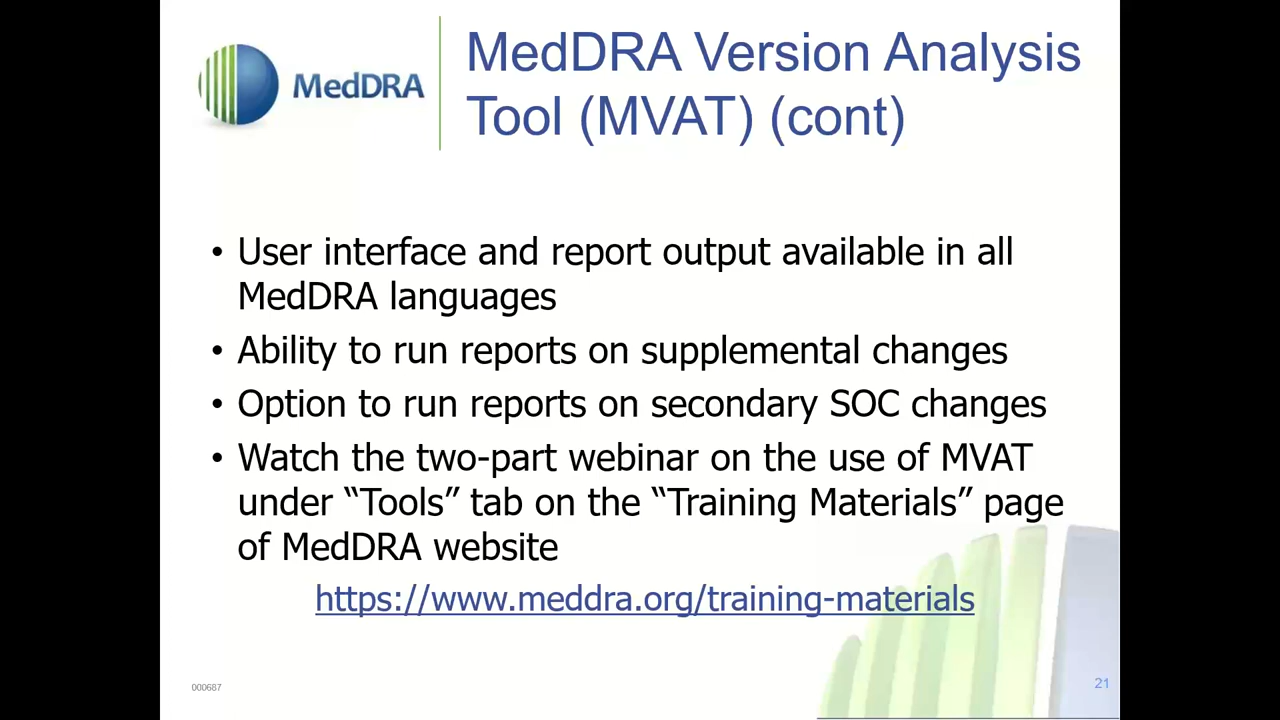 MedDRA
MedDRA Version Analysis
Tool (MVAT) (cont)
• User interface and report output available in all
MedDRA languages
• Ability to run reports on supplemental changes
• Option to run reports on secondary SOC changes
• Watch the two-part webinar on the use of MVAT
under “Tools” tab on the “Training Materials” page
of MedDRA website
https://www.meddra.org/training-materials
000687
21